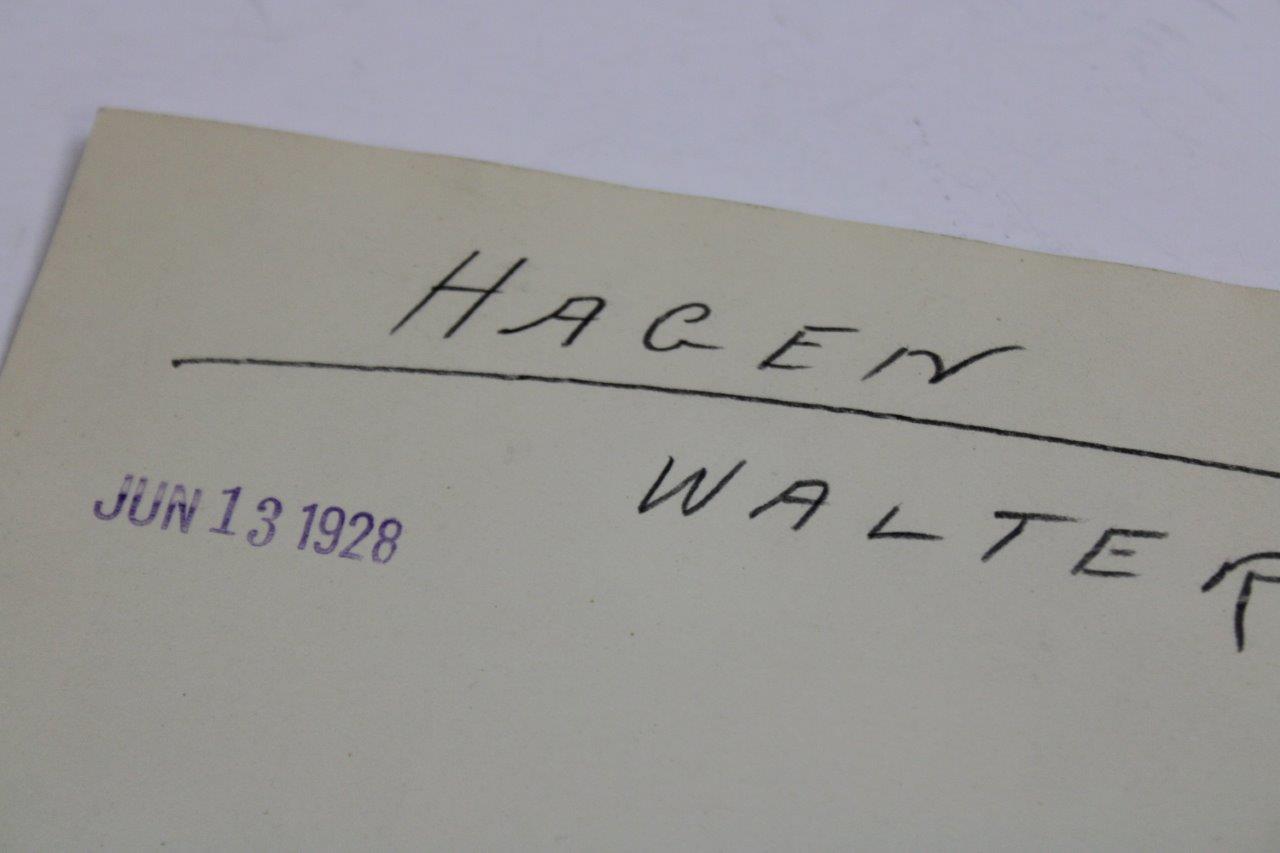 HAGEN
WALTER
JUN 13 1928